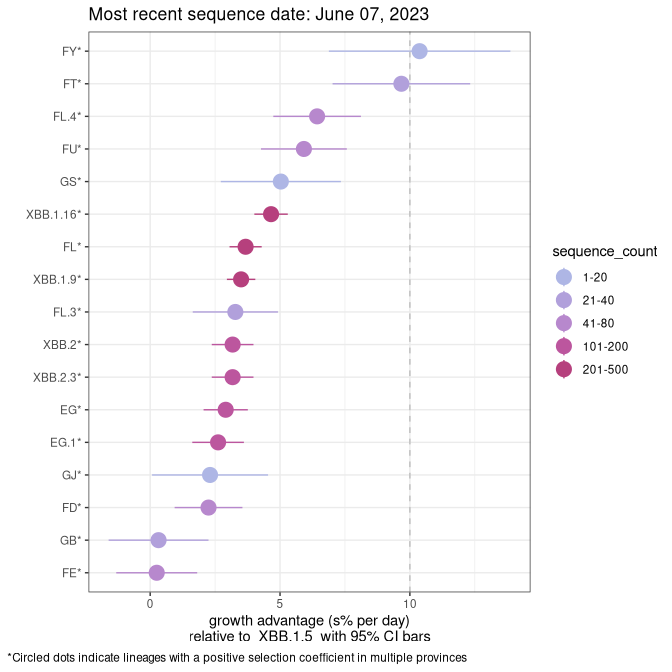 Most recent sequence date: June 07, 2023
FY*
FT*
FL.4*
FU*
GS*
XBB.1.16*
FL*
XBB.1.9*
FL.3*
XBB.2*
XBB.2.3*
EG*
EG.1*
GJ*
FD*
GB*
FE*
0 5 10
growth advantage (s% per day)
relative to XBB.1.5 with 95% CI bars
sequence_count
1-20
21-40
41-80
101-200
201-500
*Circled dots indicate lineages with a positive selection coefficient in multiple provinces